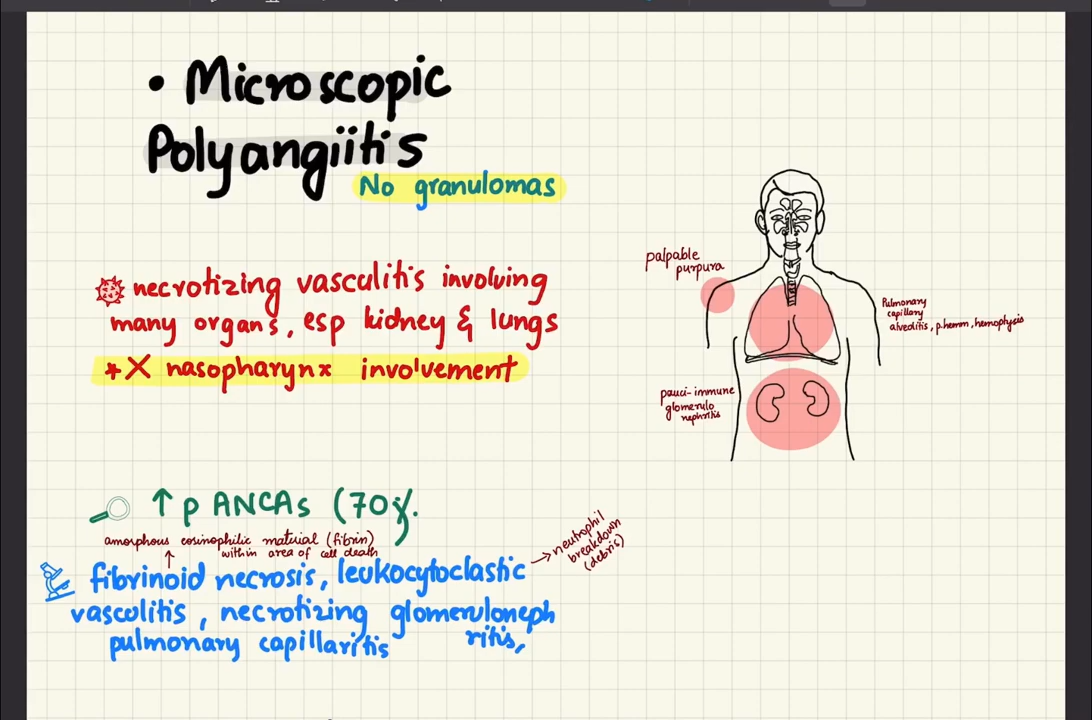 • Microscopic
Polyangiitis
No granulomas
necrotizing vasculitis involving
many organs, esp kidney & lungs
+ X nasopharynx involvement
palpable
purpura
Pulmonary
capillary
alveolitis, p.hemm, hemoptysis
pauci-immune
glomerulo
nephritis
↑ p ANCAs (70%)
amorphous eosinophilic material (fibrin)
within area of cell death
fibrinoid necrosis, leukocytoclastic
→ neutrophil
breakdown
(debris)
vasculitis, necrotizing glomeruloneph
ritis,
pulmonary capillaritis